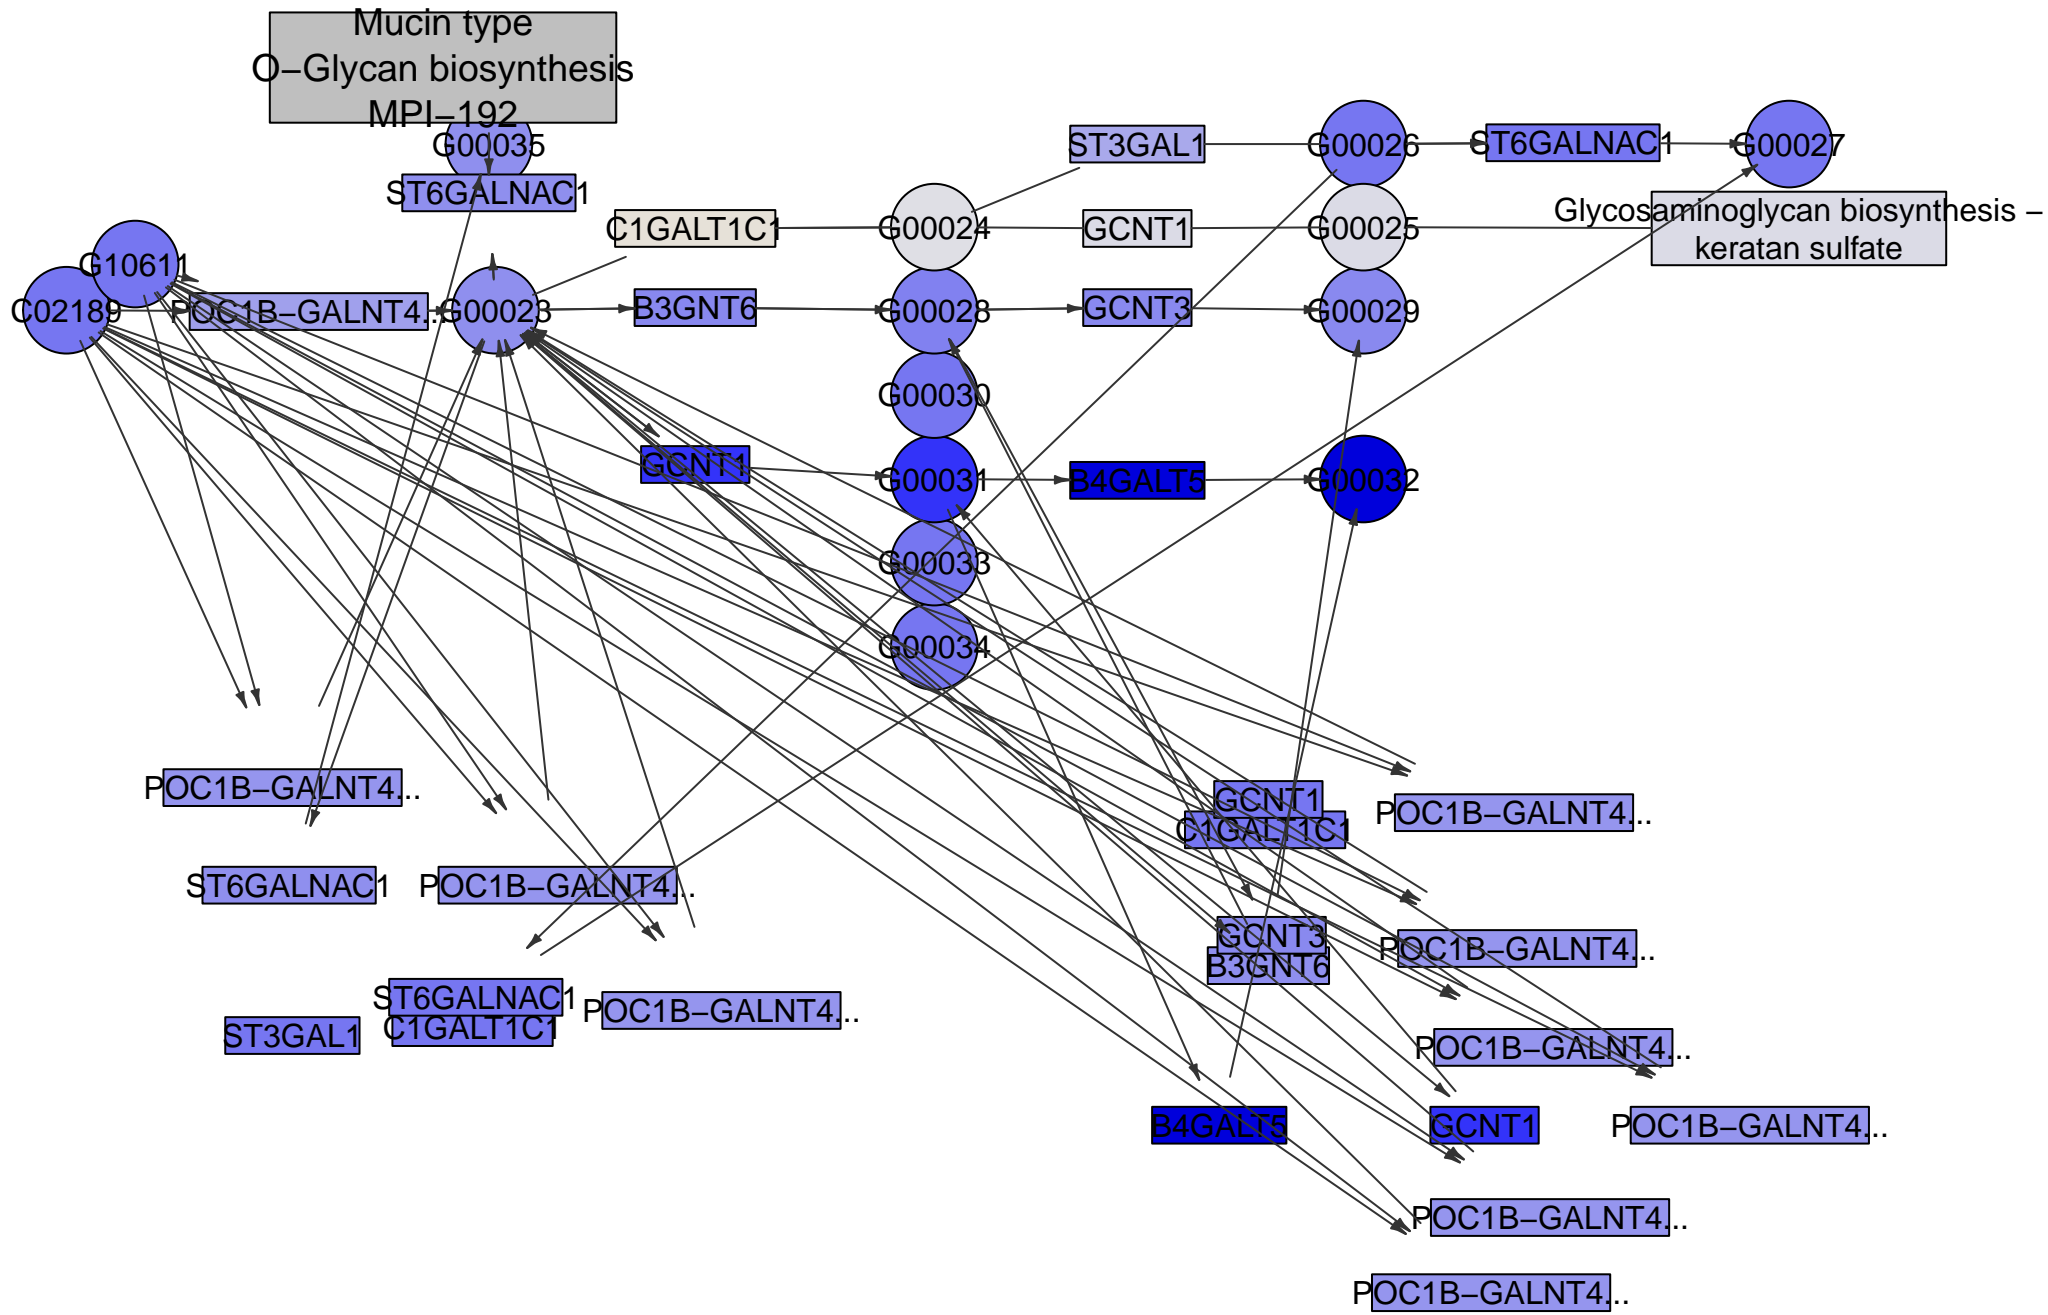 Mucin type
O−Glycan biosynthesis
MPI−192
G00035
ST3GAL1
G00026
ST6GALNAC1
G00027
ST6GALNAC1
C1GALT1C1
G00024
GCNT1
G00025
Glycosaminoglycan biosynthesis −
keratan sulfate
G10611
C02189
POC1B−GALNT4...
G00023
B3GNT6
G00028
GCNT3
G00029
G00030
GCNT1
G00031
B4GALT5
G00032
G00033
G00034
POC1B−GALNT4...
GCNT1
C1GALT1C1
POC1B−GALNT4...
ST6GALNAC1
POC1B−GALNT4...
GCNT3
B3GNT6
POC1B−GALNT4...
ST6GALNAC1
C1GALT1C1
ST3GAL1
POC1B−GALNT4...
POC1B−GALNT4...
B4GALT5
GCNT1
POC1B−GALNT4...
POC1B−GALNT4...
POC1B−GALNT4...